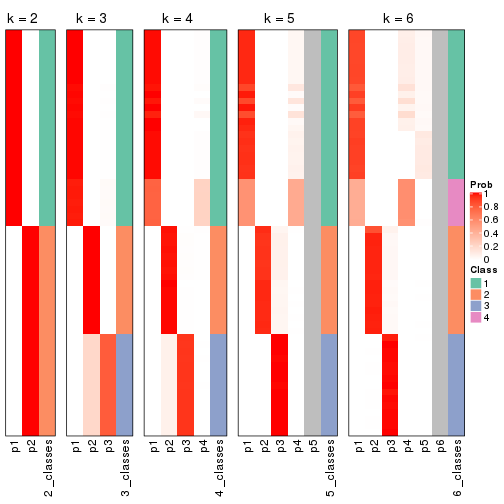 k = 2
k = 3
k = 4
k = 5
k = 6
Prob
1
0.8
0.6
0.4
0.2
0
Class
1
2
3
4
p1
p2
2_classes
p1
p2
p3
3_classes
p1
p2
p3
p4
4_classes
p1
p2
p3
p4
p5
5_classes
p1
p2
p3
p4
p5
p6
6_classes